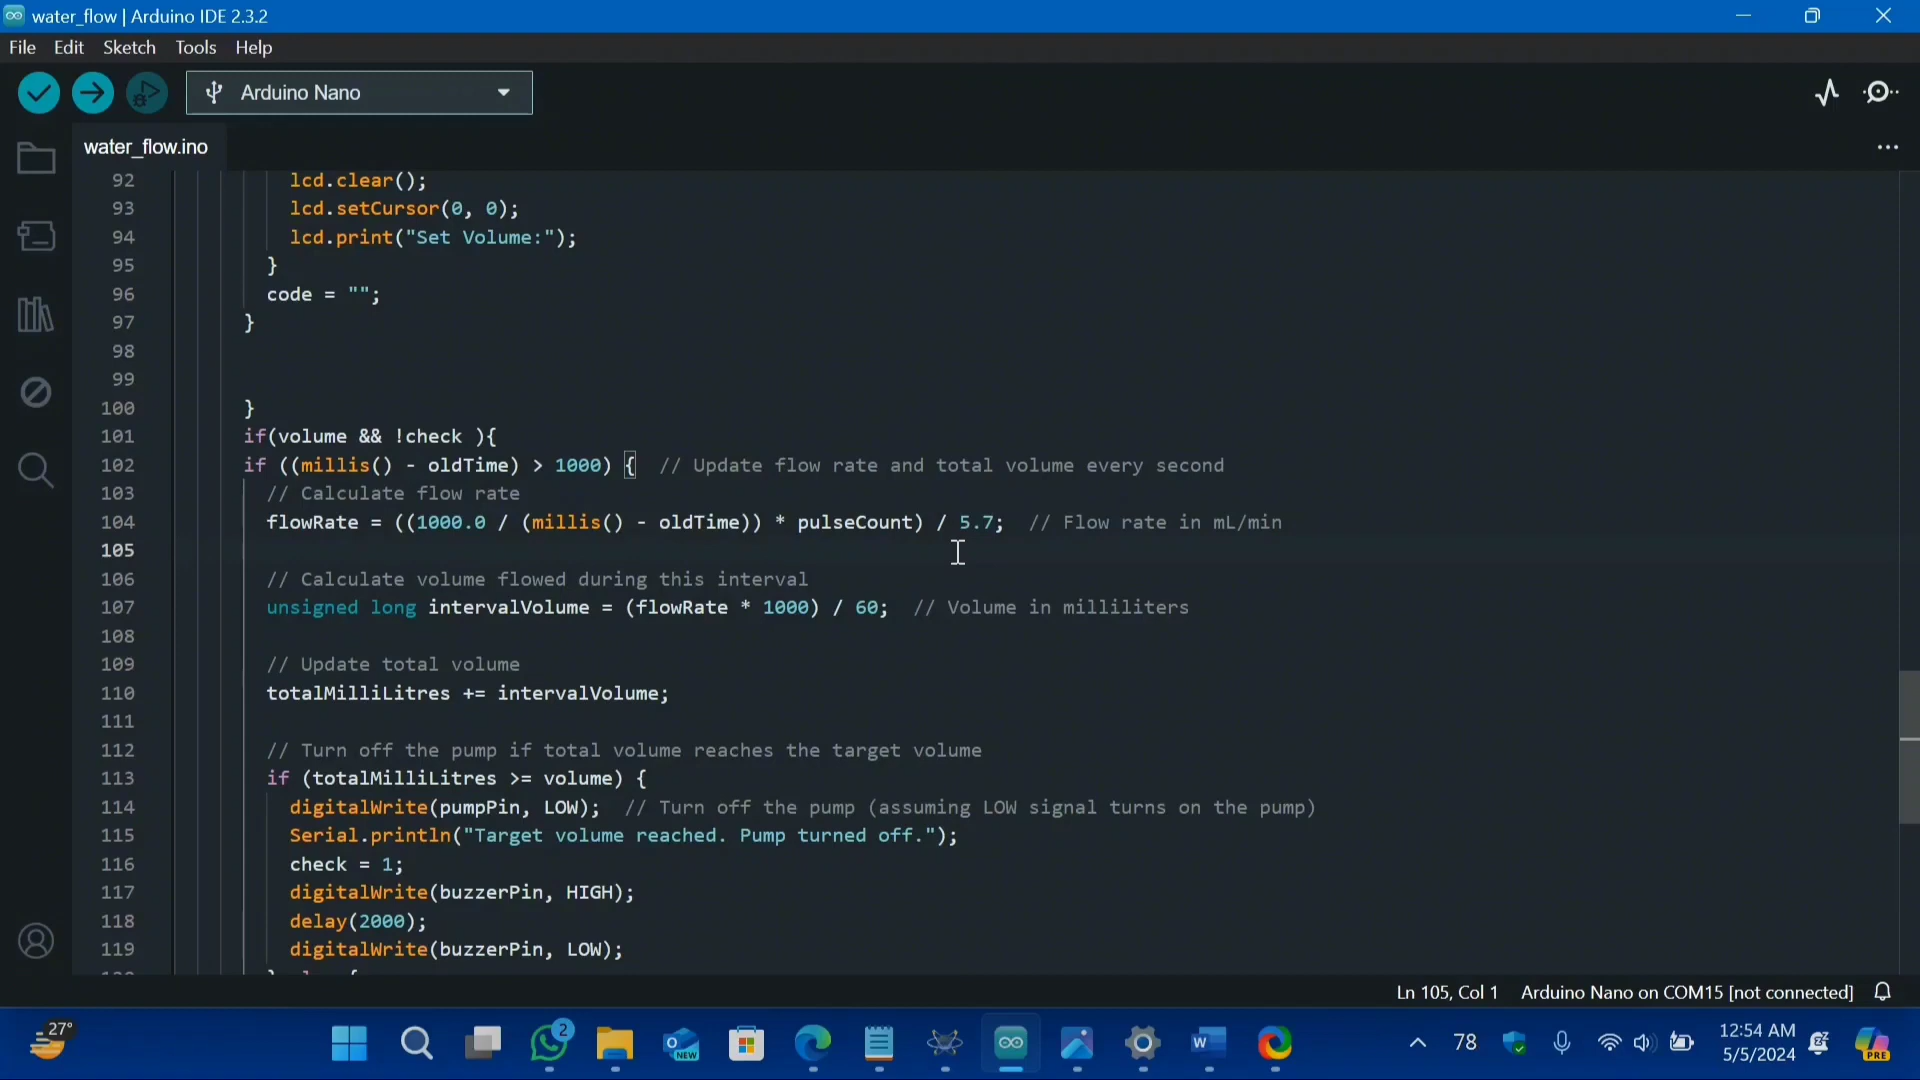 water_flow | Arduino IDE 2.3.2
File Edit Sketch Tools Help
Arduino Nano
water_flow.ino
92 lcd.clear();
93 lcd.setCursor(0, 0);
94 lcd.print("Set Volume:");
95 }
96 code = "";
97 }
98
99
100 }
101 if(volume && !check ){
102 if ((millis() - oldTime) > 1000) { // Update flow rate and total volume every second
103 // Calculate flow rate
104 flowRate = ((1000.0 / (millis() - oldTime)) * pulseCount) / 5.7; // Flow rate in mL/min
105
106 // Calculate volume flowed during this interval
107 unsigned long intervalVolume = (flowRate * 1000) / 60; // Volume in milliliters
108
109 // Update total volume
110 totalMilliLitres += intervalVolume;
111
112 // Turn off the pump if total volume reaches the target volume
113 if (totalMilliLitres >= volume) {
114 digitalWrite(pumpPin, LOW); // Turn off the pump (assuming LOW signal turns on the pump)
115 Serial.println("Target volume reached. Pump turned off.");
116 check = 1;
117 digitalWrite(buzzerPin, HIGH);
118 delay(2000);
119 digitalWrite(buzzerPin, LOW);
Ln 105, Col 1 Arduino Nano on COM15 [not connected]
27°
2
NEW
W
78
12:54 AM
5/5/2024
PRE